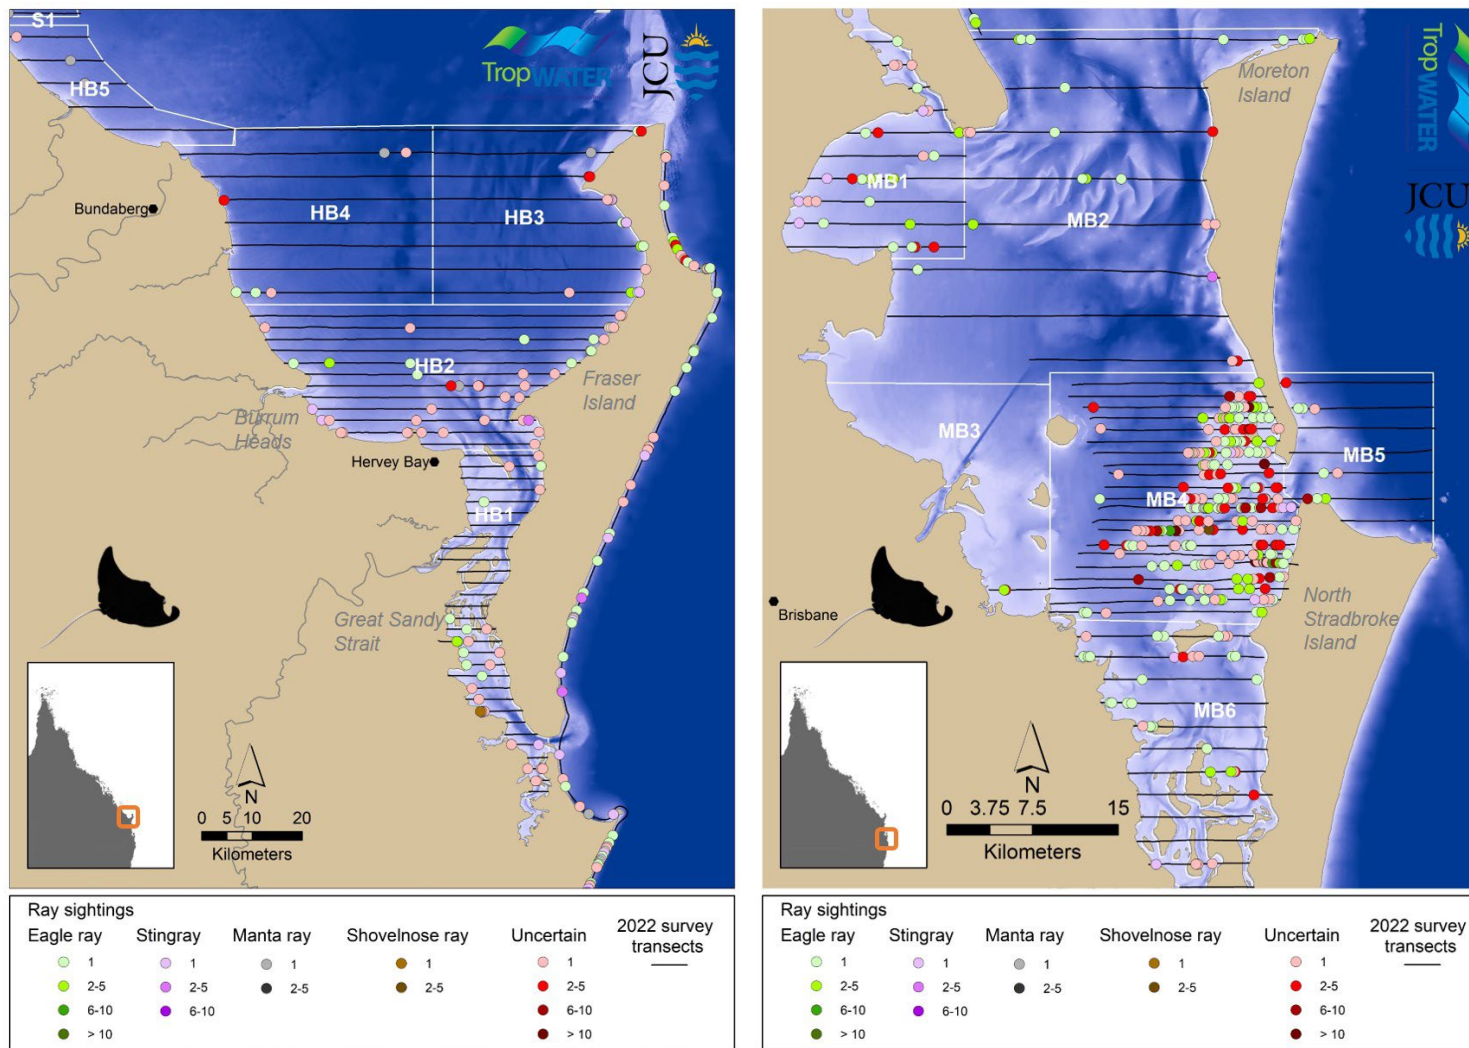 S1
HB5
TropWATER
JCU
Bundaberg
HB4
HB3
HB2
Fraser
Island
Burrum
Heads
Hervey Bay
HB1
Great Sandy
Strait
N
0 5 10 20
Kilometers
Ray sightings
Eagle ray
Stingray
Manta ray
Shovelnose ray
Uncertain
2022 survey
transects
1 1 1 1 1
2-5 2-5 2-5 2-5 2-5
6-10 6-10 6-10
> 10 > 10
Moreton
Island
TropWATER
JCU
MB1
MB2
MB3
MB5
MB4
Brisbane
North
Stradbroke
Island
MB6
N
0 3.75 7.5 15
Kilometers
Ray sightings
Eagle ray
Stingray
Manta ray
Shovelnose ray
Uncertain
2022 survey
transects
1 1 1 1 1
2-5 2-5 2-5 2-5 2-5
6-10 6-10 6-10
> 10 > 10